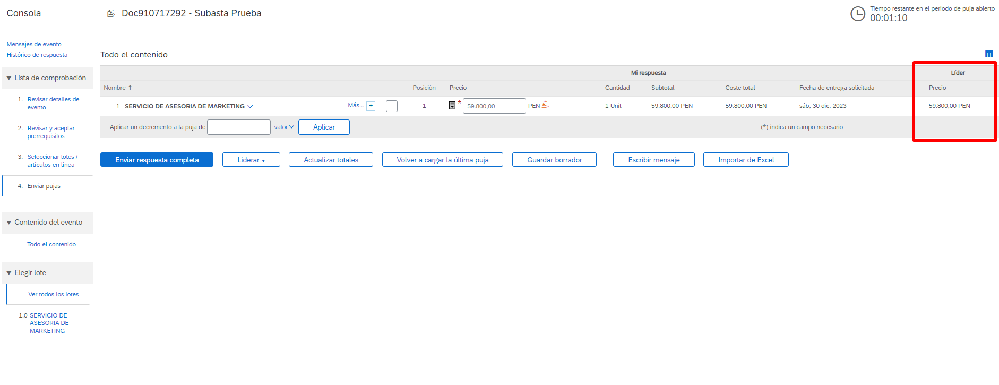 Consola
Doc910717292 - Subasta Prueba
Tiempo restante en el periodo de puja abierto
00:01:10
Mensajes de evento
Histórico de respuesta
Lista de comprobación
1. Revisar detalles de
evento
2. Revisar y aceptar
prerrequisitos
3. Seleccionar lotes /
artículos en línea
4. Enviar pujas
Contenido del evento
Todo el contenido
Elegir lote
Ver todos los lotes
1.0 SERVICIO DE
ASESORIA DE
MARKETING
Todo el contenido
Mi respuesta Líder
Nombre ↑ Posición Precio Cantidad Subtotal Coste total Fecha de entrega solicitada Precio
1 SERVICIO DE ASESORIA DE MARKETING Más... + 1 * 59.800,00 PEN 1 Unit 59.800,00 PEN 59.800,00 PEN sáb, 30 dic, 2023 59.800,00 PEN
Aplicar un decremento a la puja de valor Aplicar (*) indica un campo necesario
Enviar respuesta completa Liderar Actualizar totales Volver a cargar la última puja Guardar borrador Escribir mensaje Importar de Excel